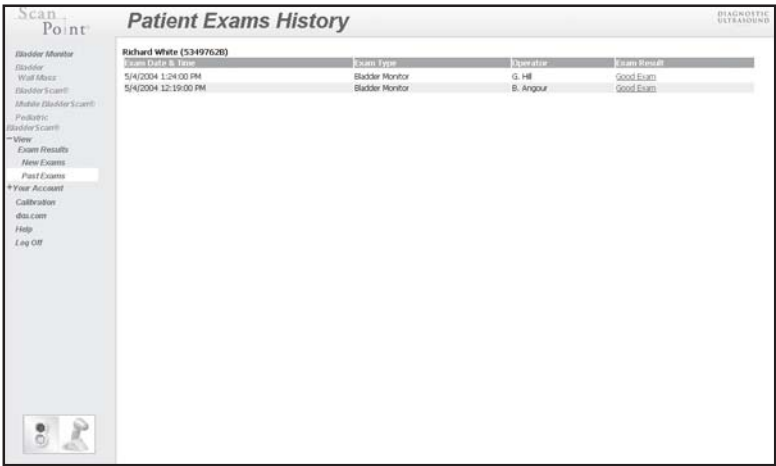 Scan
Point
Patient Exams History
DIAGNOSTIC
ULTRASOUND
Bladder Monitor
Bladder
Wall Mass
BladderScan®
Mobile BladderScan®
Pediatric
BladderScan®
View
Exam Results
New Exams
Past Exams
+Your Account
Calibration
dxu.com
Help
Log Off
Richard White (5349762B)
Exam Date & Time Exam Type Operator Exam Result
5/4/2004 1:24:00 PM Bladder Monitor G. Hill Good Exam
5/4/2004 12:19:00 PM Bladder Monitor B. Angour Good Exam